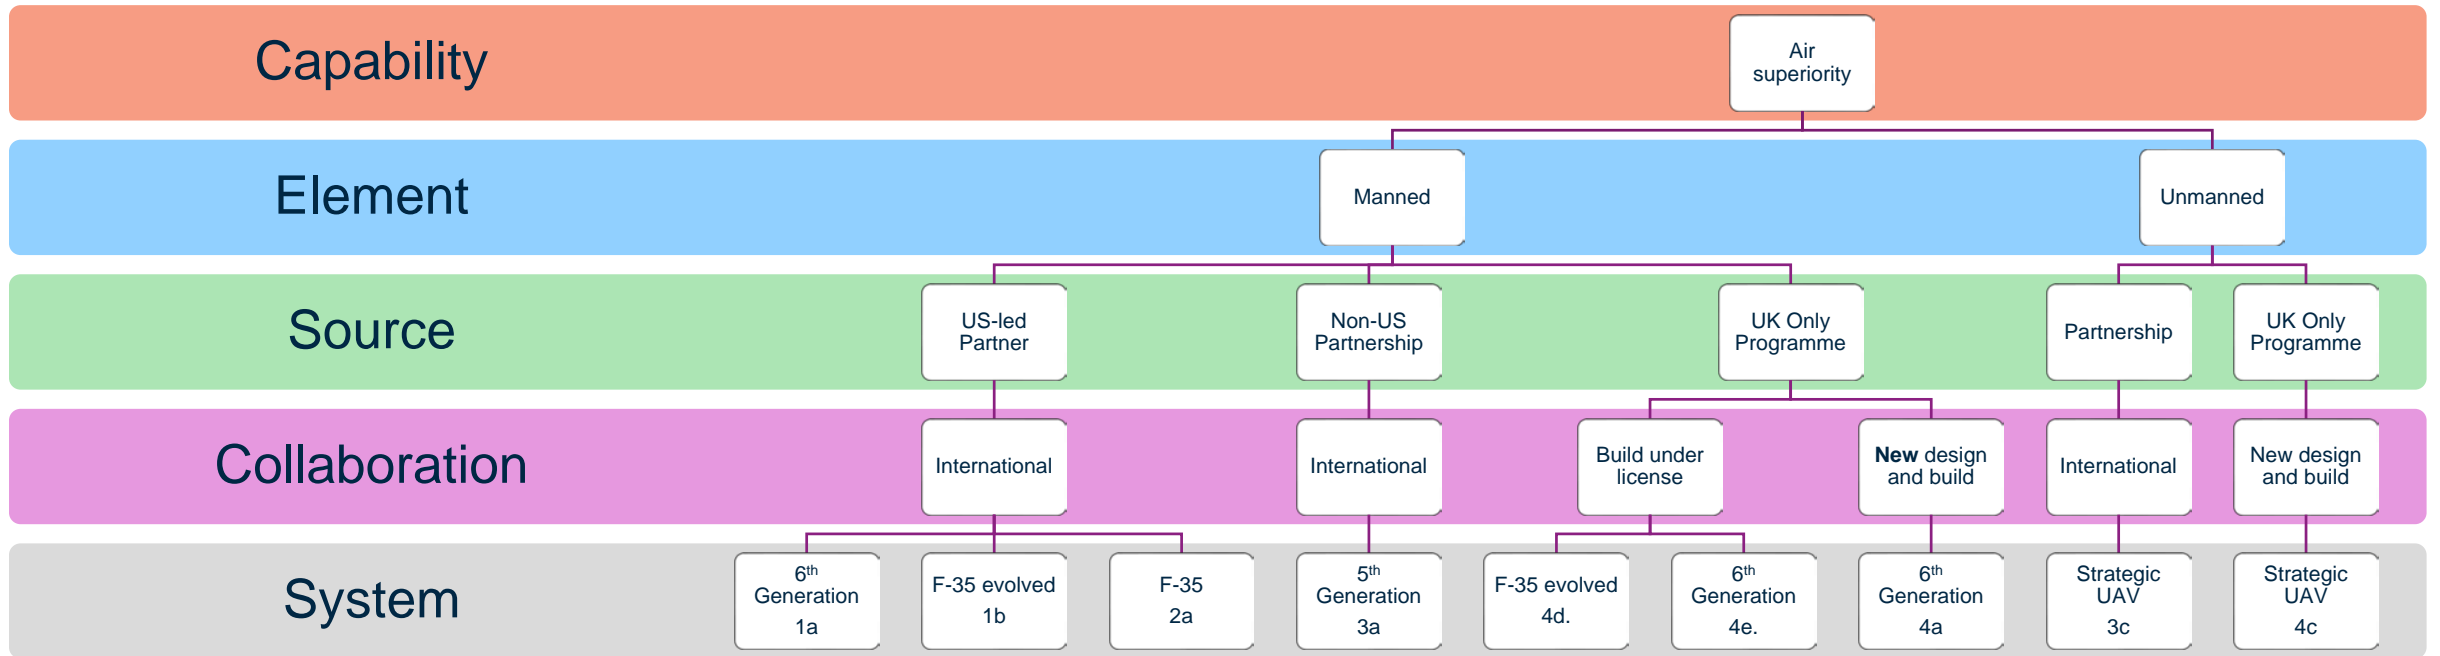 Capability
Air
superiority
Element
Manned
Unmanned
Source
US-led
Partner
Non-US
Partnership
UK Only
Programme
Partnership
UK Only
Programme
Collaboration
International
International
Build under
license
New design
and build
International
New design
and build
System
6th
Generation
1a
F-35 evolved
1b
F-35
2a
5th
Generation
3a
F-35 evolved
4d.
6th
Generation
4e.
6th
Generation
4a
Strategic
UAV
3c
Strategic
UAV
4c